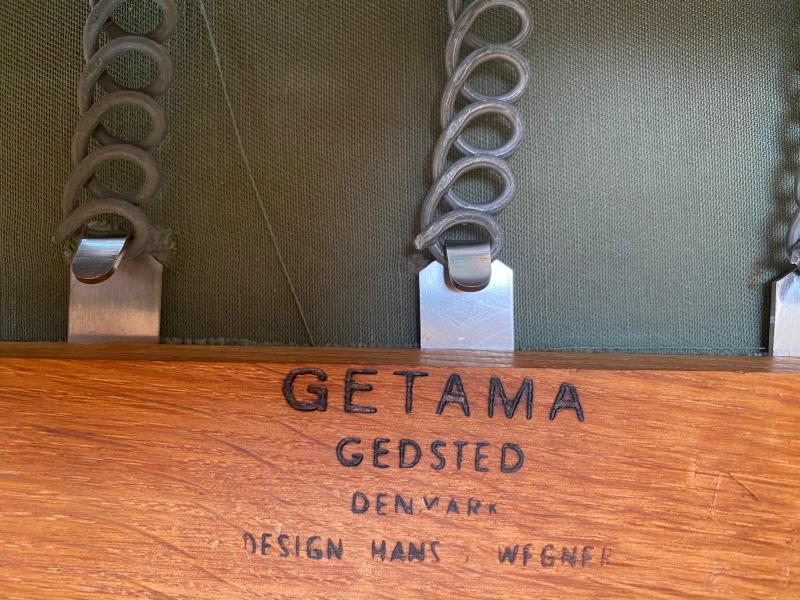 GETAMA
GEDSTED
DENMARK
DESIGN HANS . WEGNER